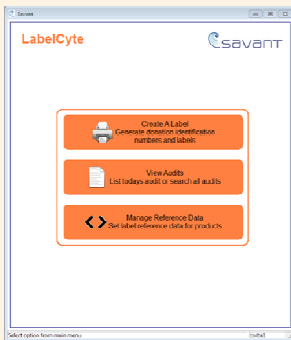 Savant
LabelCyte
savant
Create A Label
Generate donation identification
numbers and labels
View Audits
List todays audit or search all audits
Manage Reference Data
Set label reference data for products
Select option from main menu